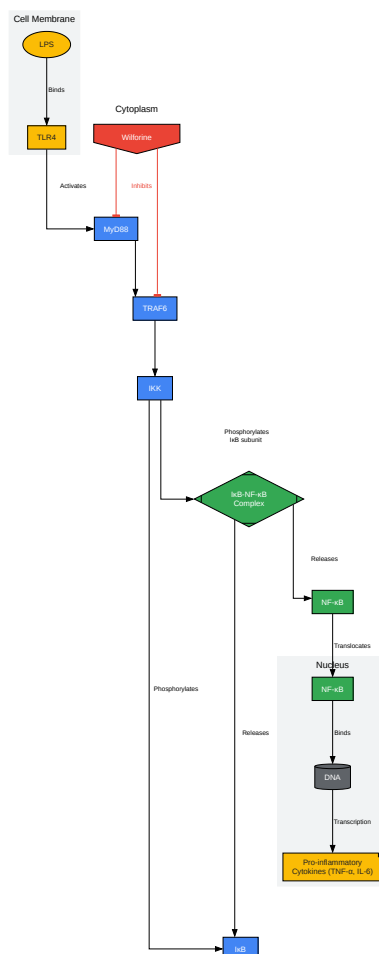 Cell Membrane
LPS
Binds
Cytoplasm
TLR4
Wilforine
Activates
Inhibits
MyD88
TRAF6
IKK
Phosphorylates
IκB subunit
IκB-NF-κB
Complex
Releases
NF-κB
Translocates
Nucleus
NF-κB
Phosphorylates
Releases
Binds
DNA
Transcription
Pro-inflammatory
Cytokines (TNF-α, IL-6)
IκB